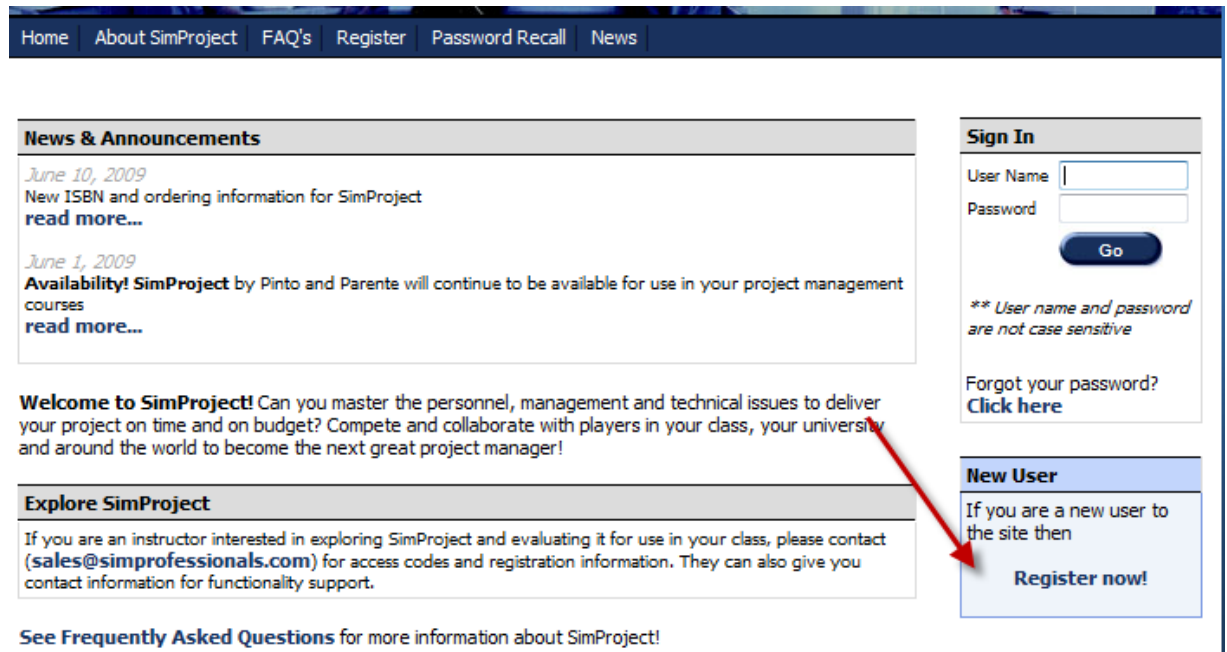 Home About SimProject FAQ's Register Password Recall News
News & Announcements
June 10, 2009
New ISBN and ordering information for SimProject
read more...
June 1, 2009
Availability! SimProject by Pinto and Parente will continue to be available for use in your project management
courses
read more...
Welcome to SimProject! Can you master the personnel, management and technical issues to deliver
your project on time and on budget? Compete and collaborate with players in your class, your university
and around the world to become the next great project manager!
Explore SimProject
If you are an instructor interested in exploring SimProject and evaluating it for use in your class, please contact
(sales@simprofessionals.com) for access codes and registration information. They can also give you
contact information for functionality support.
See Frequently Asked Questions for more information about SimProject!
Sign In
User Name
Password
Go
** User name and password
are not case sensitive
Forgot your password?
Click here
New User
If you are a new user to
the site then
Register now!